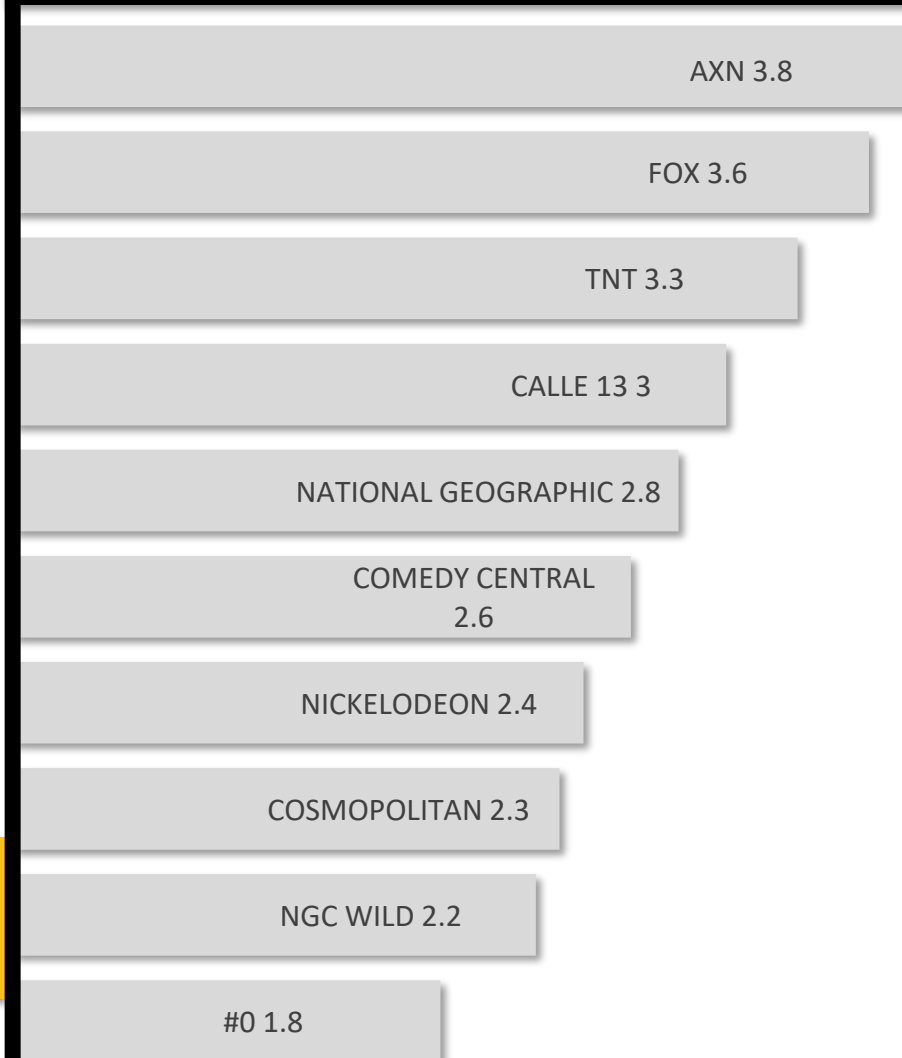 AXN 3.8
FOX 3.6
TNT 3.3
CALLE 13 3
NATIONAL GEOGRAPHIC 2.8
COMEDY CENTRAL
2.6
NICKELODEON 2.4
COSMOPOLITAN 2.3
NGC WILD 2.2
#0 1.8